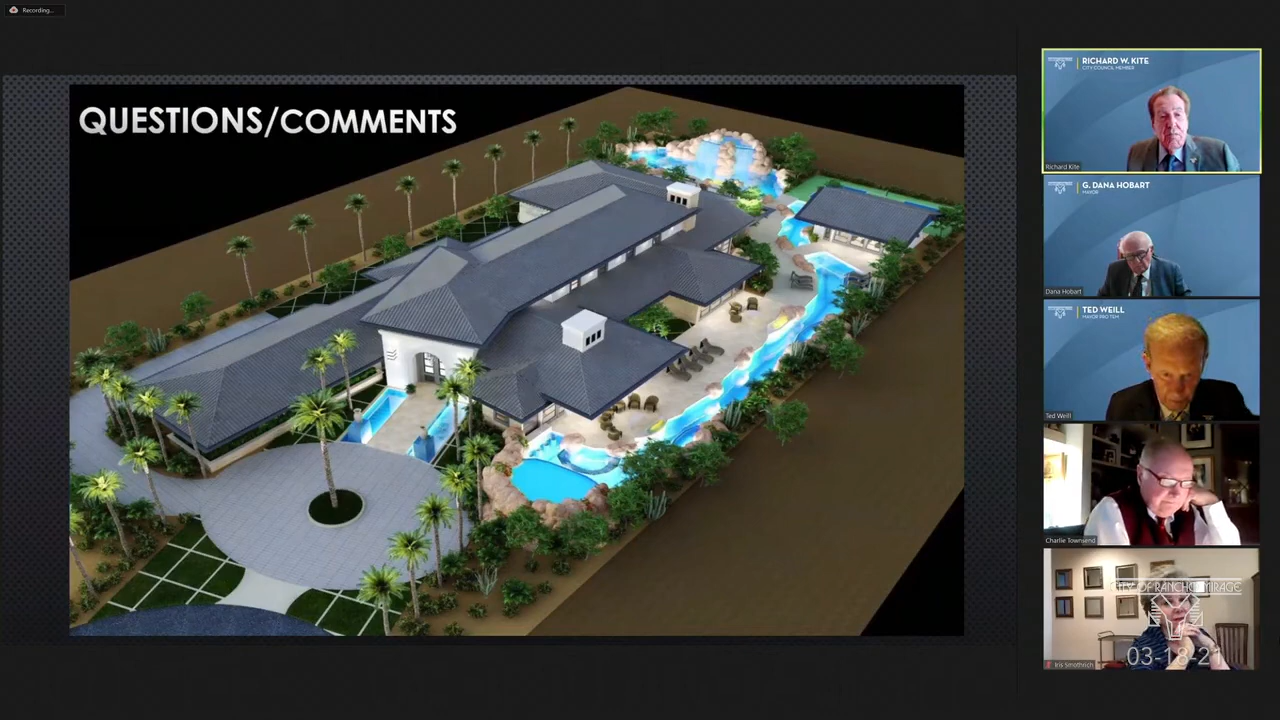 Recording...
QUESTIONS/COMMENTS
RICHARD W. KITE
CITY COUNCIL MEMBER
Richard Kite
G. DANA HOBART
MAYOR
Dana Hobart
TED WEILL
MAYOR PRO TEM
Ted Weill
Charlie Townsend
CITY OF RANCHO MIRAGE
03-18-21
Iris Smotrich